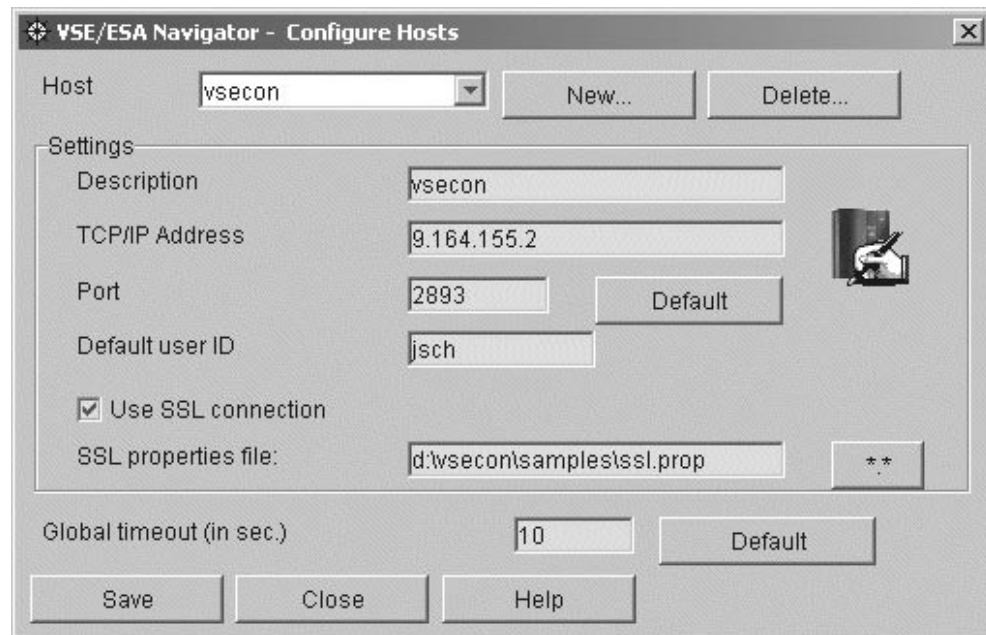 VSE/ESA Navigator - Configure Hosts
Host vsecon New... Delete...
Settings
Description vsecon
TCP/IP Address 9.164.155.2
Port 2893 Default
Default user ID jsch
Use SSL connection
SSL properties file: d:\vsecon\samples\ssl.prop *.*
Global timeout (in sec.) 10 Default
Save Close Help